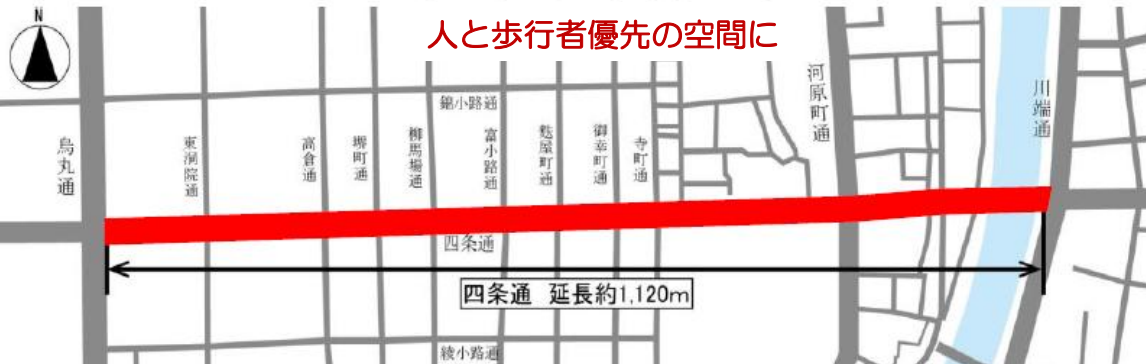 人と歩行者優先の空間に
N
烏丸通
東洞院通
高倉通
堺町通
柳馬場通
錦小路通
富小路通
麩屋町通
御幸町通
寺町通
河原町通
川端通
四条通
四条通 延長約1,120m
綾小路通